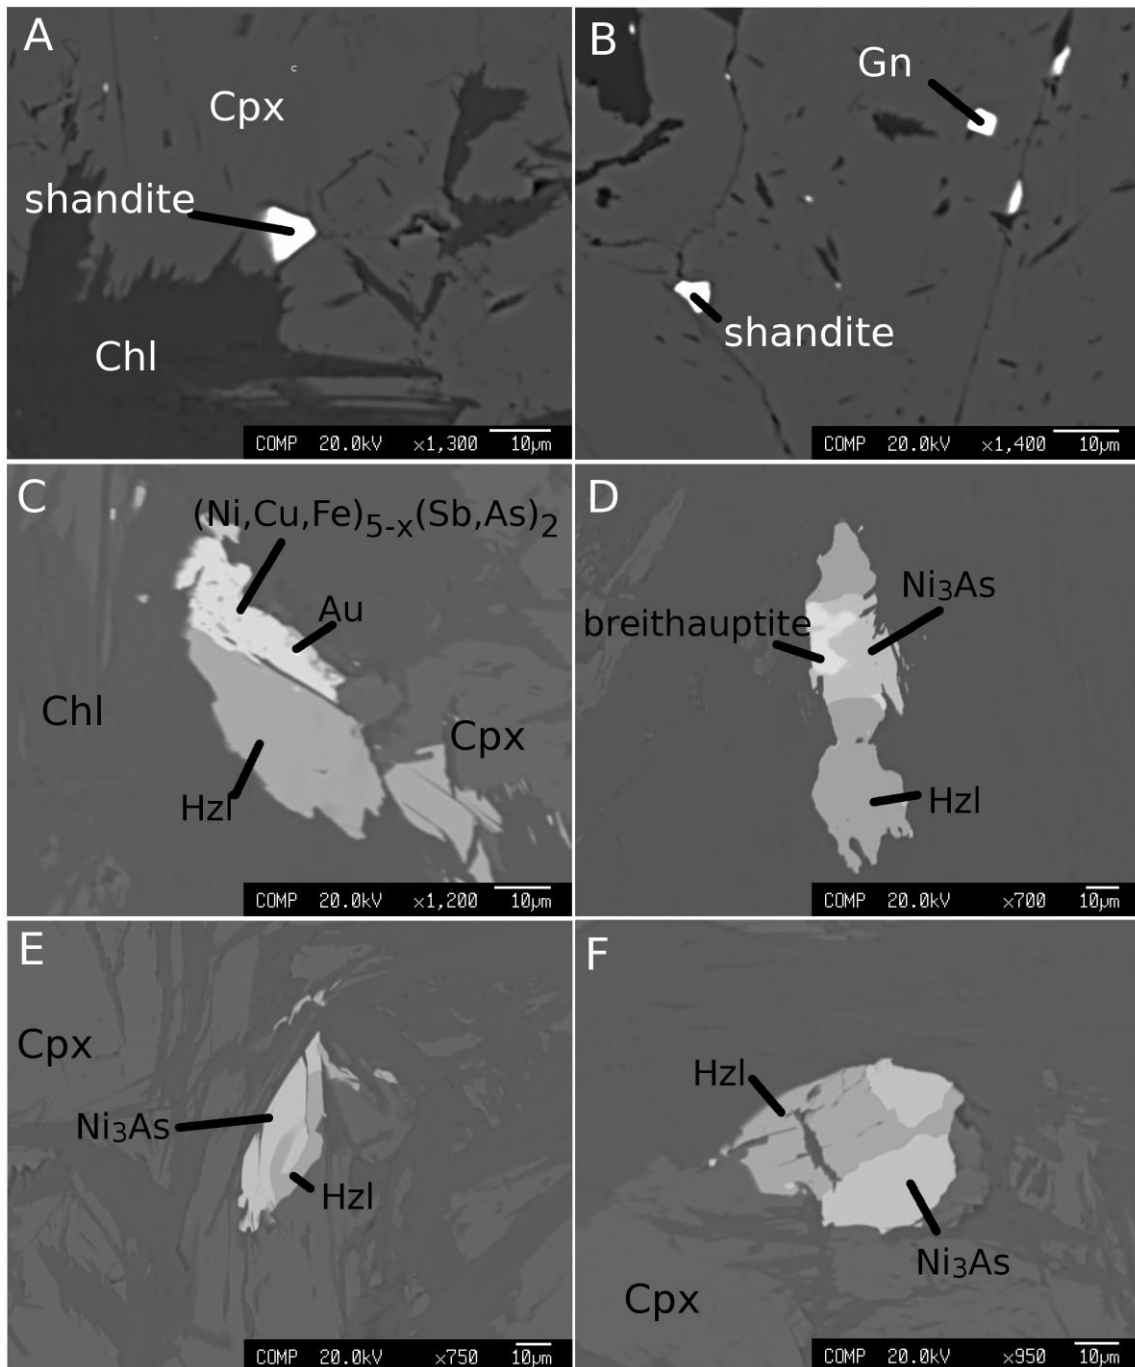 A
c
Cpx
shandite
Chl
COMP 20.0kV ×1,300 10μm
B
Gn
shandite
COMP 20.0kV ×1,400 10μm
C
(Ni,Cu,Fe)5-x(Sb,As)2
Au
Chl
Cpx
Hzl
COMP 20.0kV ×1,200 10μm
D
Ni3As
breithauptite
Hzl
COMP 20.0kV ×700 10μm
E
Cpx
Ni3As
Hzl
COMP 20.0kV ×750 10μm
F
Hzl
Ni3As
Cpx
COMP 20.0kV ×950 10μm